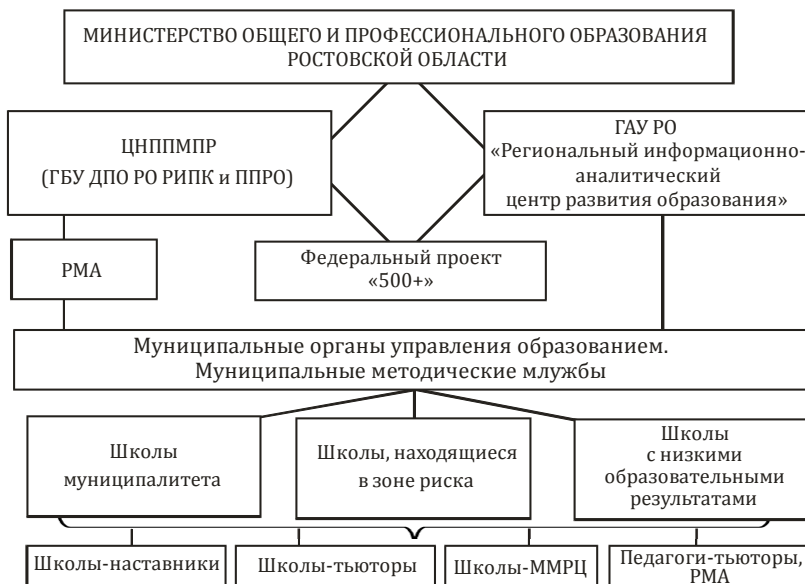 МИНИСТЕРСТВО ОБЩЕГО И ПРОФЕССИОНАЛЬНОГО ОБРАЗОВАНИЯ
РОСТОВСКОЙ ОБЛАСТИ
ЦНППМПР
(ГБУ ДПО РО РИПК и ППРО)
ГАУ РО
«Региональный информационно-
аналитический
центр развития образования»
РМА
Федеральный проект
«500+»
Муниципальные органы управления образованием.
Муниципальные методические млужбы
Школы
муниципалитета
Школы, находящиеся
в зоне риска
Школы
с низкими
образовательными
результатами
Школы-наставники
Школы-тьюторы
Школы-ММРЦ
Педагоги-тьюторы,
РМА